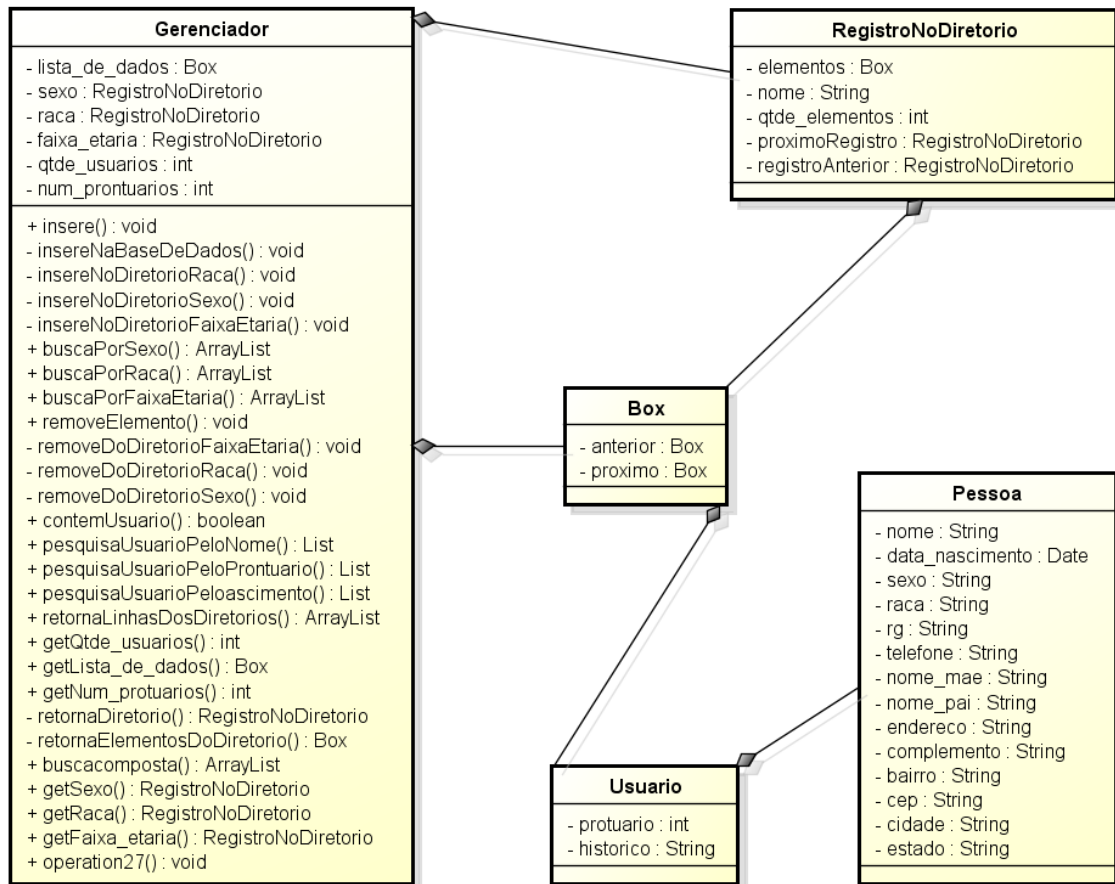 Gerenciador
- lista_de_dados : Box
- sexo : RegistroNoDiretorio
- raca : RegistroNoDiretorio
- faixa_etaria : RegistroNoDiretorio
- qtde_usuarios : int
- num_prontuarios : int
+ insere() : void
- insereNaBaseDeDados() : void
- insereNoDiretorioRaca() : void
- insereNoDiretorioSexo() : void
- insereNoDiretorioFaixaEtaria() : void
+ buscaPorSexo() : ArrayList
+ buscaPorRaca() : ArrayList
+ buscaPorFaixaEtaria() : ArrayList
+ removeElemento() : void
- removeDoDiretorioFaixaEtaria() : void
- removeDoDiretorioRaca() : void
- removeDoDiretorioSexo() : void
+ contemUsuario() : boolean
+ pesquisaUsuarioPeloNome() : List
+ pesquisaUsuarioPeloProntuario() : List
+ pesquisaUsuarioPeloascimento() : List
+ retornaLinhasDosDiretorios() : ArrayList
+ getQtde_usuarios() : int
+ getLista_de_dados() : Box
+ getNum_protuarios() : int
- retornaDiretorio() : RegistroNoDiretorio
- retornaElementosDoDiretorio() : Box
+ buscacomposta() : ArrayList
+ getSexo() : RegistroNoDiretorio
+ getRaca() : RegistroNoDiretorio
+ getFaixa_etaria() : RegistroNoDiretorio
+ operation27() : void
RegistroNoDiretorio
- elementos : Box
- nome : String
- qtde_elementos : int
- proximoRegistro : RegistroNoDiretorio
- registroAnterior : RegistroNoDiretorio
Box
- anterior : Box
- proximo : Box
Usuario
- protuario : int
- historico : String
Pessoa
- nome : String
- data_nascimento : Date
- sexo : String
- raca : String
- rg : String
- telefone : String
- nome_mae : String
- nome_pai : String
- endereco : String
- complemento : String
- bairro : String
- cep : String
- cidade : String
- estado : String